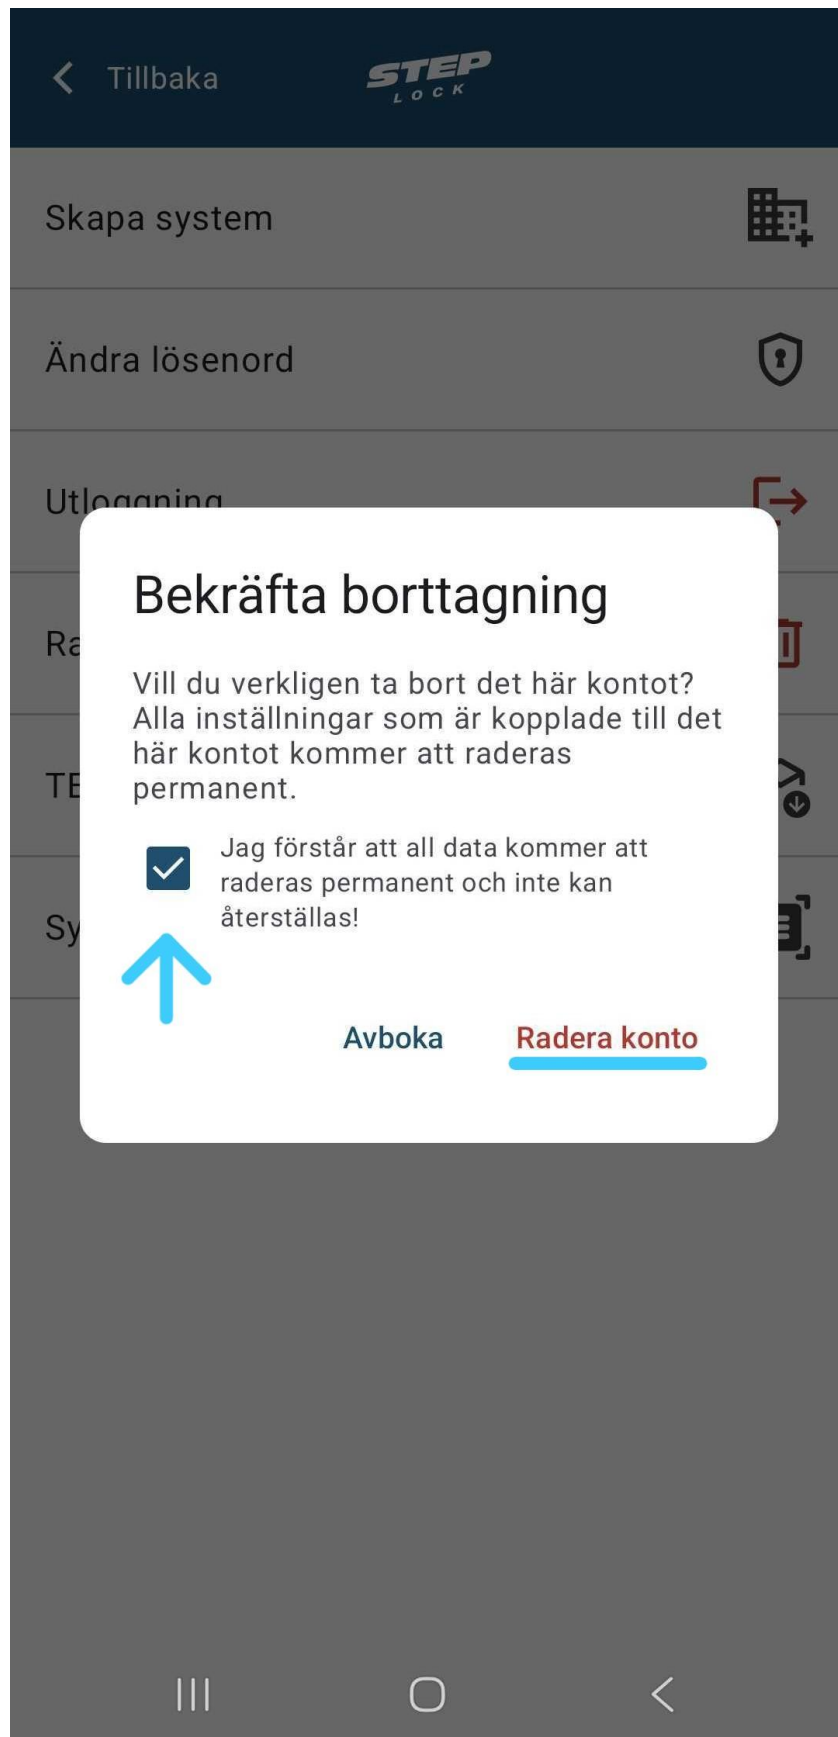 Tillbaka
STEP
LOCK
Skapa system
Ändra lösenord
Utloggning
Bekräfta borttagning
Vill du verkligen ta bort det här kontot?
Alla inställningar som är kopplade till det
här kontot kommer att raderas
permanent.
Jag förstår att all data kommer att
raderas permanent och inte kan
återställas!
Avboka Radera konto